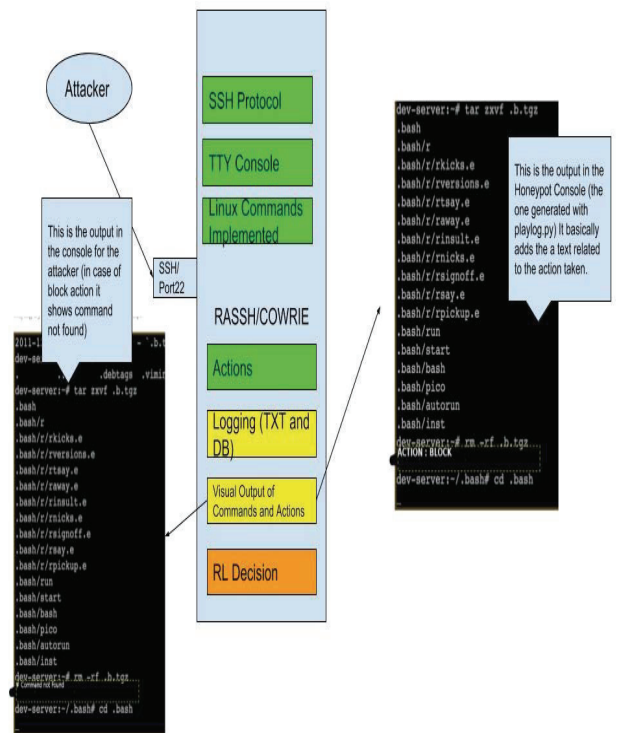 Attacker
This is the output in
the console for the
attacker (in case of
block action it
shows command
not found)
SSH/
Port22
SSH Protocol
TTY Console
Linux Commands
Implemented
RASSH/COWRIE
Actions
Logging (TXT and
DB)
Visual Output of
Commands and Actions
RL Decision
dev-server:~# tar zxvf .b.tgz
.bash
.bash/r
.bash/r/rkicks.e
.bash/r/rversions.e
.bash/r/rtsay.e
.bash/r/raway.e
.bash/r/rinsult.e
.bash/r/rnicks.e
.bash/r/rsignoff.e
.bash/r/rsay.e
.bash/r/rpickup.e
.bash/run
.bash/start
.bash/bash
.bash/pico
.bash/autorun
.bash/inst
dev-server:~# rm -rf .b.tgz
ACTION : BLOCK
dev-server:~/.bash# cd .bash
This is the output in the
Honeypot Console (the
one generated with
playlog.py) It basically
adds the a text related
to the action taken.
.debtags .vimin
dev-server:~# tar zxvf .b.tgz
.bash
.bash/r
.bash/r/rkicks.e
.bash/r/rversions.e
.bash/r/rtsay.e
.bash/r/raway.e
.bash/r/rinsult.e
.bash/r/rnicks.e
.bash/r/rsignoff.e
.bash/r/rsay.e
.bash/r/rpickup.e
.bash/run
.bash/start
.bash/bash
.bash/pico
.bash/autorun
.bash/inst
dev-server:~# rm -rf .b.tgz
# Command not Found
dev-server:~/.bash# cd .bash